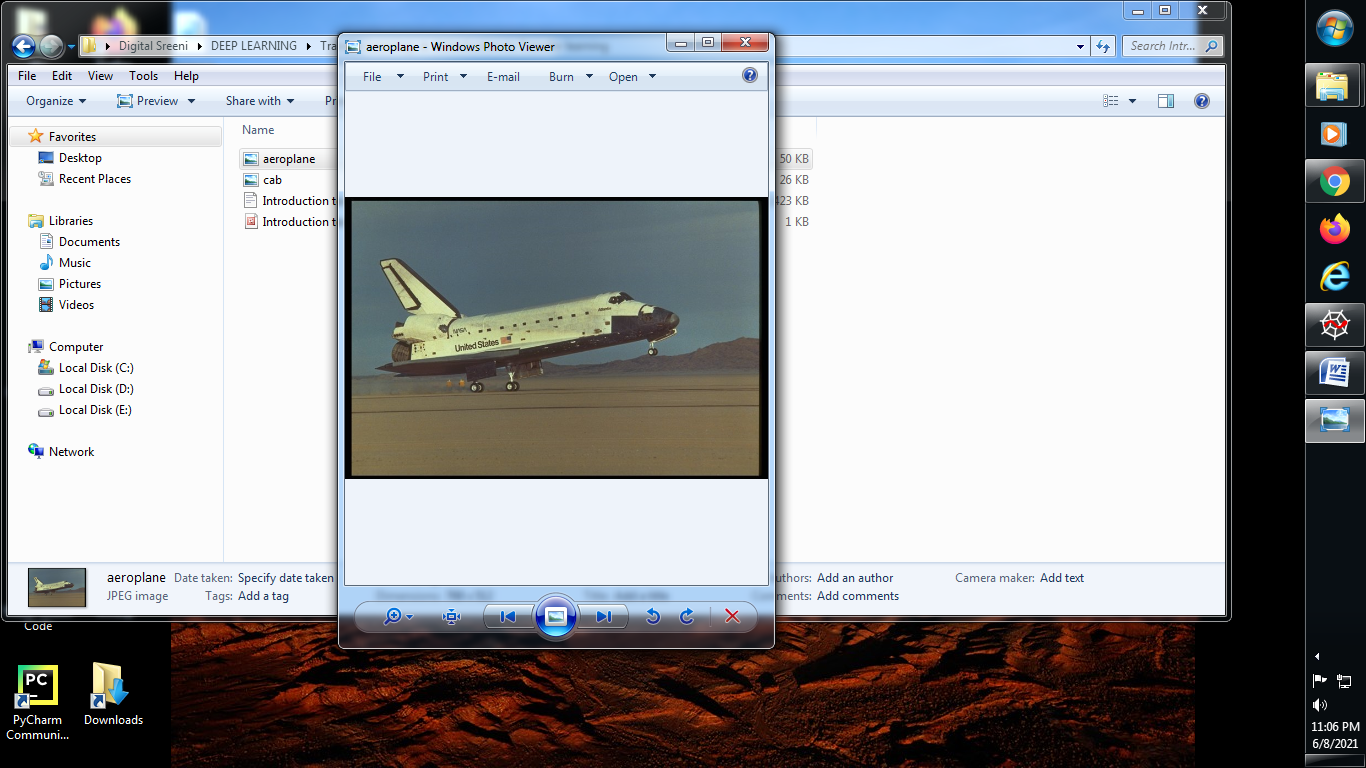 Digital Sreeni
DEEP LEARNING
Search Intr...
File Edit View Tools Help
Organize Preview Share with
Name
Favorites
Desktop
Recent Places
Libraries
Documents
Music
Pictures
Videos
Computer
Local Disk (C:)
Local Disk (D:)
Local Disk (E:)
Network
aeroplane 50 KB
cab 26 KB
Introduction t 423 KB
Introduction t 1 KB
aeroplane - Windows Photo Viewer
File Print E-mail Burn Open
United States
aeroplane Date taken: Specify date taken Add an author Camera maker: Add text
JPEG image Tags: Add a tag Add comments
Code
PC
PyCharm
Communi...
Downloads
11:06 PM
6/8/2021